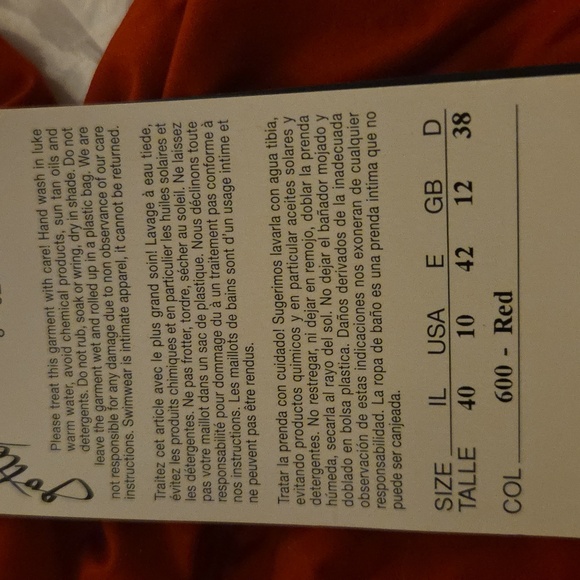 Please treat this garment with care! Hand wash in luke
warm water, avoid chemical products, sun tan oils and
detergents. Do not rub, soak or wring, dry in shade. Do not
leave the garment wet and rolled up in a plastic bag. We are
not responsible for any damage due to non observance of our care
instructions. Swimwear is intimate apparel, it cannot be returned.
Traitez cet article avec le plus grand soin! Lavage à eau tiede,
évitez les produits chimiques et en particulier les huiles solaires et
les détergentes. Ne pas frotter, tordre, sécher au soleil. Ne laissez
pas votre maillot dans un sac de plastique. Nous déclinons toute
responsabilité pour dommage du à un traitement pas conforme à
nos instructions. Les maillots de bains sont d'un usage intime et
ne peuvent pas être rendus.
Tratar la prenda con cuidado! Sugerimos lavarla con agua tibia,
evitando productos químicos y en particular aceites solares y
detergentes. No restregar, ni dejar en remojo, doblar la prenda
húmeda, secarla al rayo del sol. No dejar el bañador mojado y
doblado en bolsa plastica. Daños derivados de la inadecuada
observación de estas indicaciones nos exoneran de cualquier
responsabilidad. La ropa de baño es una prenda intima que no
puede ser canjeada.
SIZE IL USA E GB D
TALLE 40 10 42 12 38
COL 600 - Red